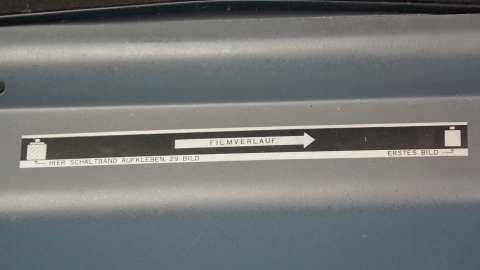 FILMVERLAUF
HIER SCHALTBAND AUFKLEBEN, 29 BILD
ERSTES BILD